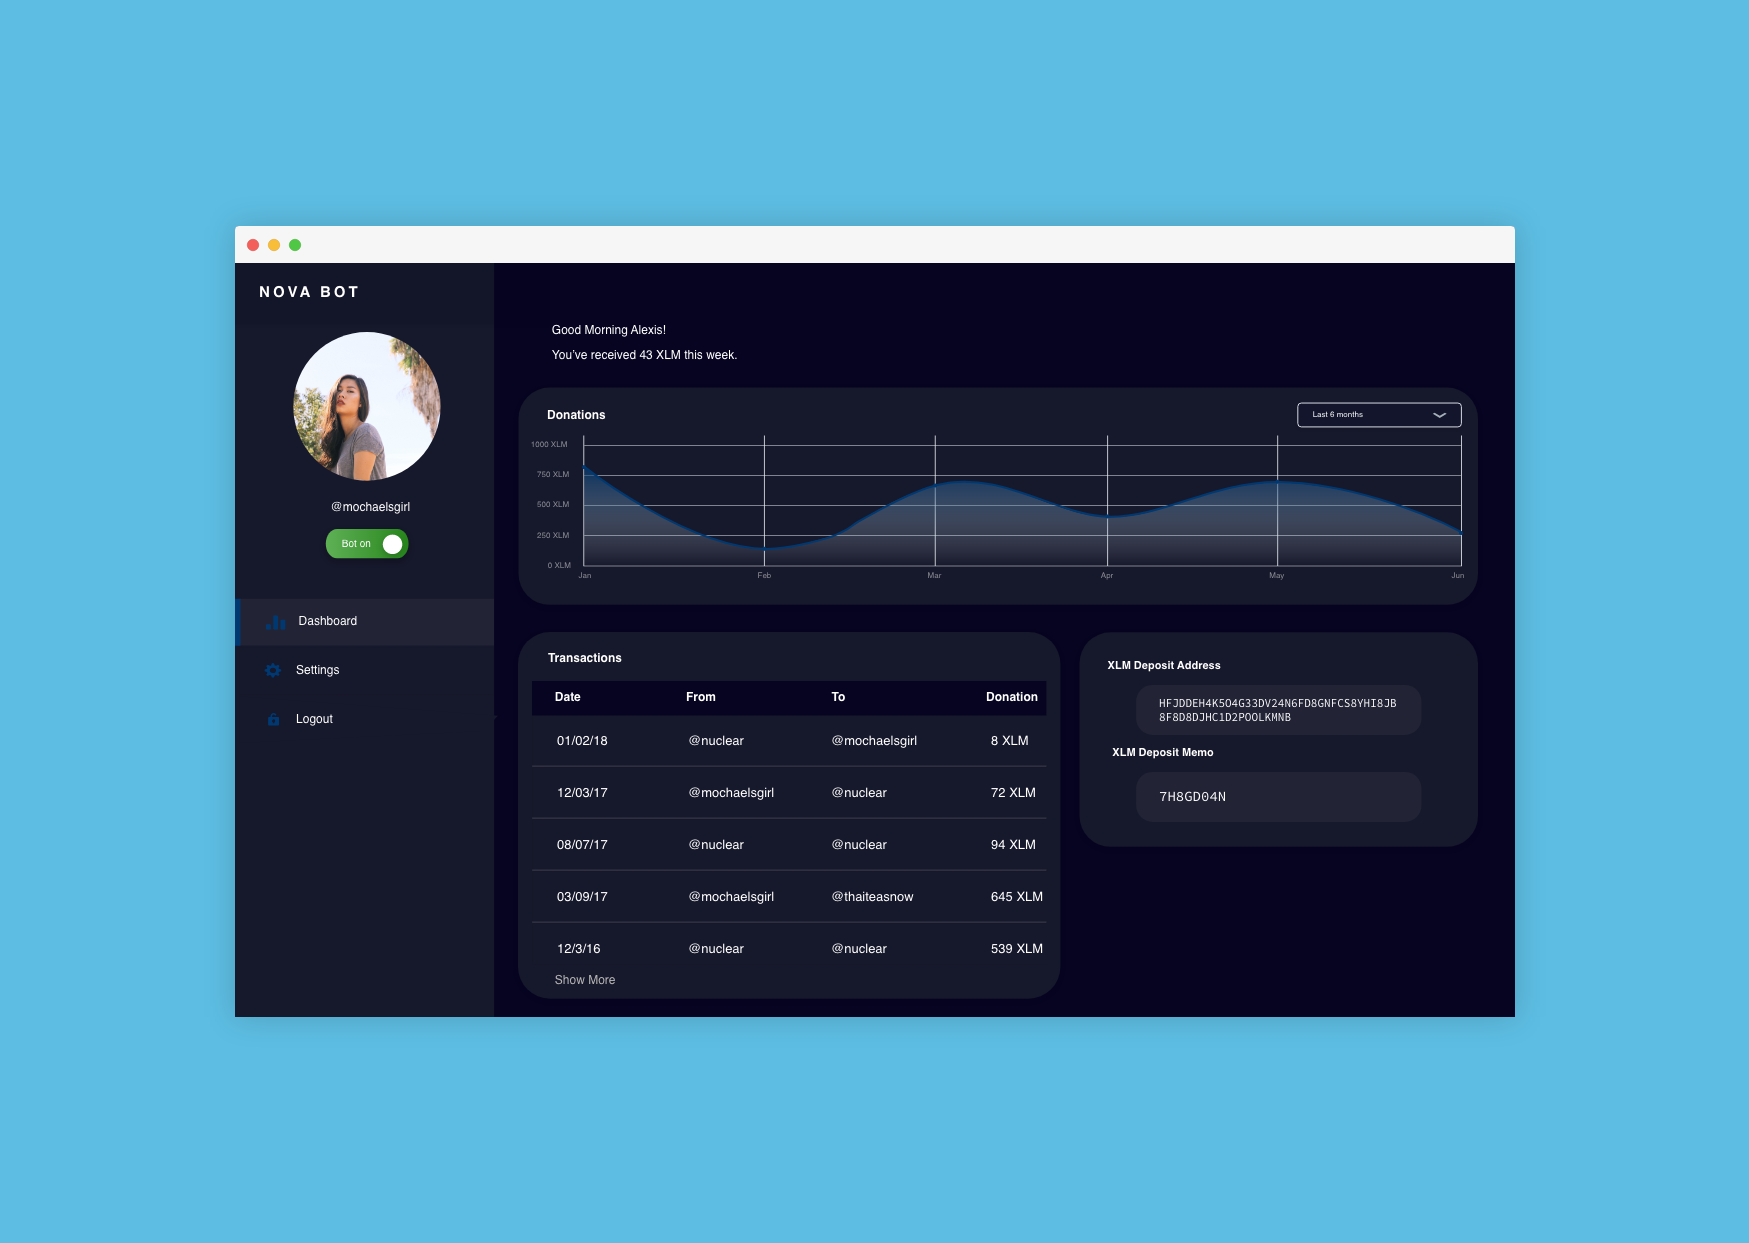 NOVA BOT
@mochaelsgirl
Bot on
Dashboard
Settings
Logout
Good Morning Alexis!
You’ve received 43 XLM this week.
Donations
Last 6 months
1000 XLM
750 XLM
500 XLM
250 XLM
0 XLM
Jan Feb Mar Apr May Jun
Transactions
Date From To Donation
01/02/18 @nuclear @mochaelsgirl 8 XLM
12/03/17 @mochaelsgirl @nuclear 72 XLM
08/07/17 @nuclear @nuclear 94 XLM
03/09/17 @mochaelsgirl @thaiteasnow 645 XLM
12/3/16 @nuclear @nuclear 539 XLM
Show More
XLM Deposit Address
HFJDDEH4K5O4G33DV24N6FD8GNFCS8YHI8JB
8F8D8DJHC1D2POOLKMNB
XLM Deposit Memo
7H8GD04N